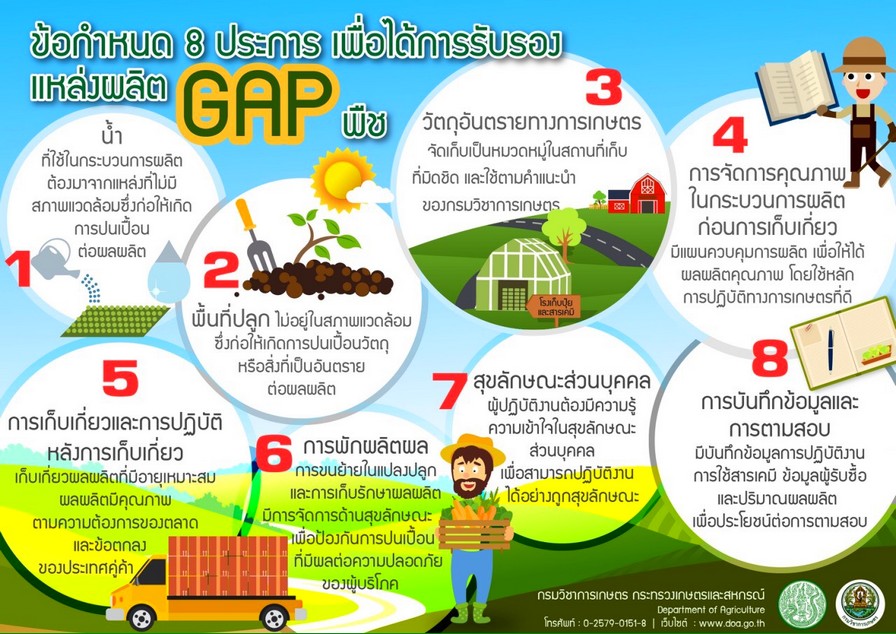 ข้อกำหนด 8 ประการ เพื่อได้การรับรอง
แหล่งผลิต GAP พืช
1
น้ำ
ที่ใช้ในกระบวนการผลิต
ต้องมาจากแหล่งที่ไม่มี
สภาพแวดล้อมซึ่งก่อให้เกิด
การปนเปื้อน
ต่อผลผลิต
2
พื้นที่ปลูก ไม่อยู่ในสภาพแวดล้อม
ซึ่งก่อให้เกิดการปนเปื้อนวัตถุ
หรือสิ่งที่เป็นอันตราย
ต่อผลผลิต
3
วัตถุอันตรายทางการเกษตร
จัดเก็บเป็นหมวดหมู่ในสถานที่เก็บ
ที่มิดชิด และใช้ตามคำแนะนำ
ของกรมวิชาการเกษตร
โรงเก็บปุ๋ย
และสารเคมี
4
การจัดการคุณภาพ
ในกระบวนการผลิต
ก่อนการเก็บเกี่ยว
มีแผนควบคุมการผลิต เพื่อให้ได้
ผลผลิตคุณภาพ โดยใช้หลัก
การปฏิบัติทางการเกษตรที่ดี
5
การเก็บเกี่ยวและการปฏิบัติ
หลังการเก็บเกี่ยว
เก็บเกี่ยวผลผลิตที่มีอายุเหมาะสม
ผลผลิตมีคุณภาพ
ตามความต้องการของตลาด
และข้อตกลง
ของประเทศคู่ค้า
6
การพักผลิตผล
การขนย้ายในแปลงปลูก
และการเก็บรักษาผลผลิต
มีการจัดการด้านสุขลักษณะ
เพื่อป้องกันการปนเปื้อน
ที่มีผลต่อความปลอดภัย
ของผู้บริโภค
7
สุขลักษณะส่วนบุคคล
ผู้ปฏิบัติงานต้องมีความรู้
ความเข้าใจในสุขลักษณะ
ส่วนบุคคล
เพื่อสามารถปฏิบัติงาน
ได้อย่างถูกสุขลักษณะ
8
การบันทึกข้อมูลและ
การตามสอบ
มีบันทึกข้อมูลการปฏิบัติงาน
การใช้สารเคมี ข้อมูลผู้รับซื้อ
และปริมาณผลผลิต
เพื่อประโยชน์ต่อการตามสอบ
กรมวิชาการเกษตร กระทรวงเกษตรและสหกรณ์
Department of Agriculture
โทรศัพท์ : 0-2579-0151-8 | เว็บไซต์ : www.doa.go.th
กรมวิชาการเกษตร